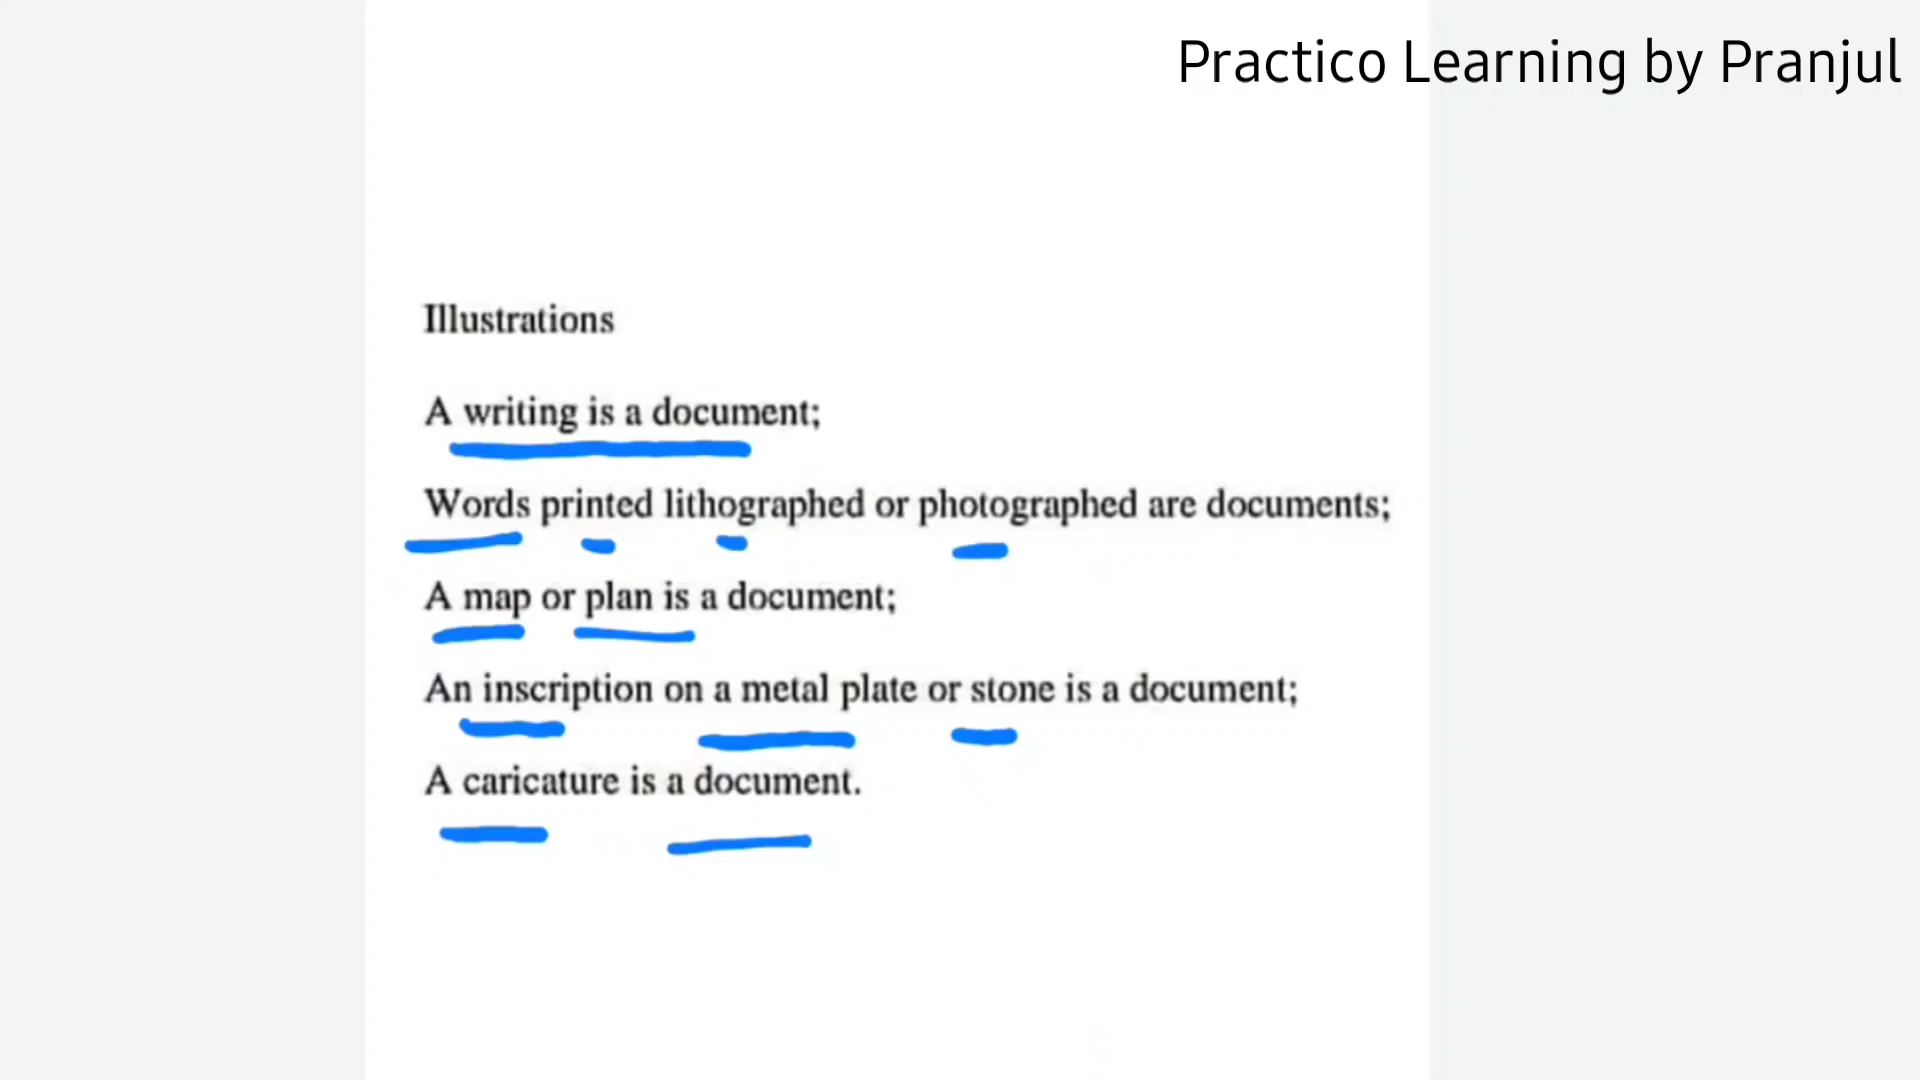 Practico Learning by Pranjul
Illustrations
A writing is a document;
Words printed lithographed or photographed are documents;
A map or plan is a document;
An inscription on a metal plate or stone is a document;
A caricature is a document.